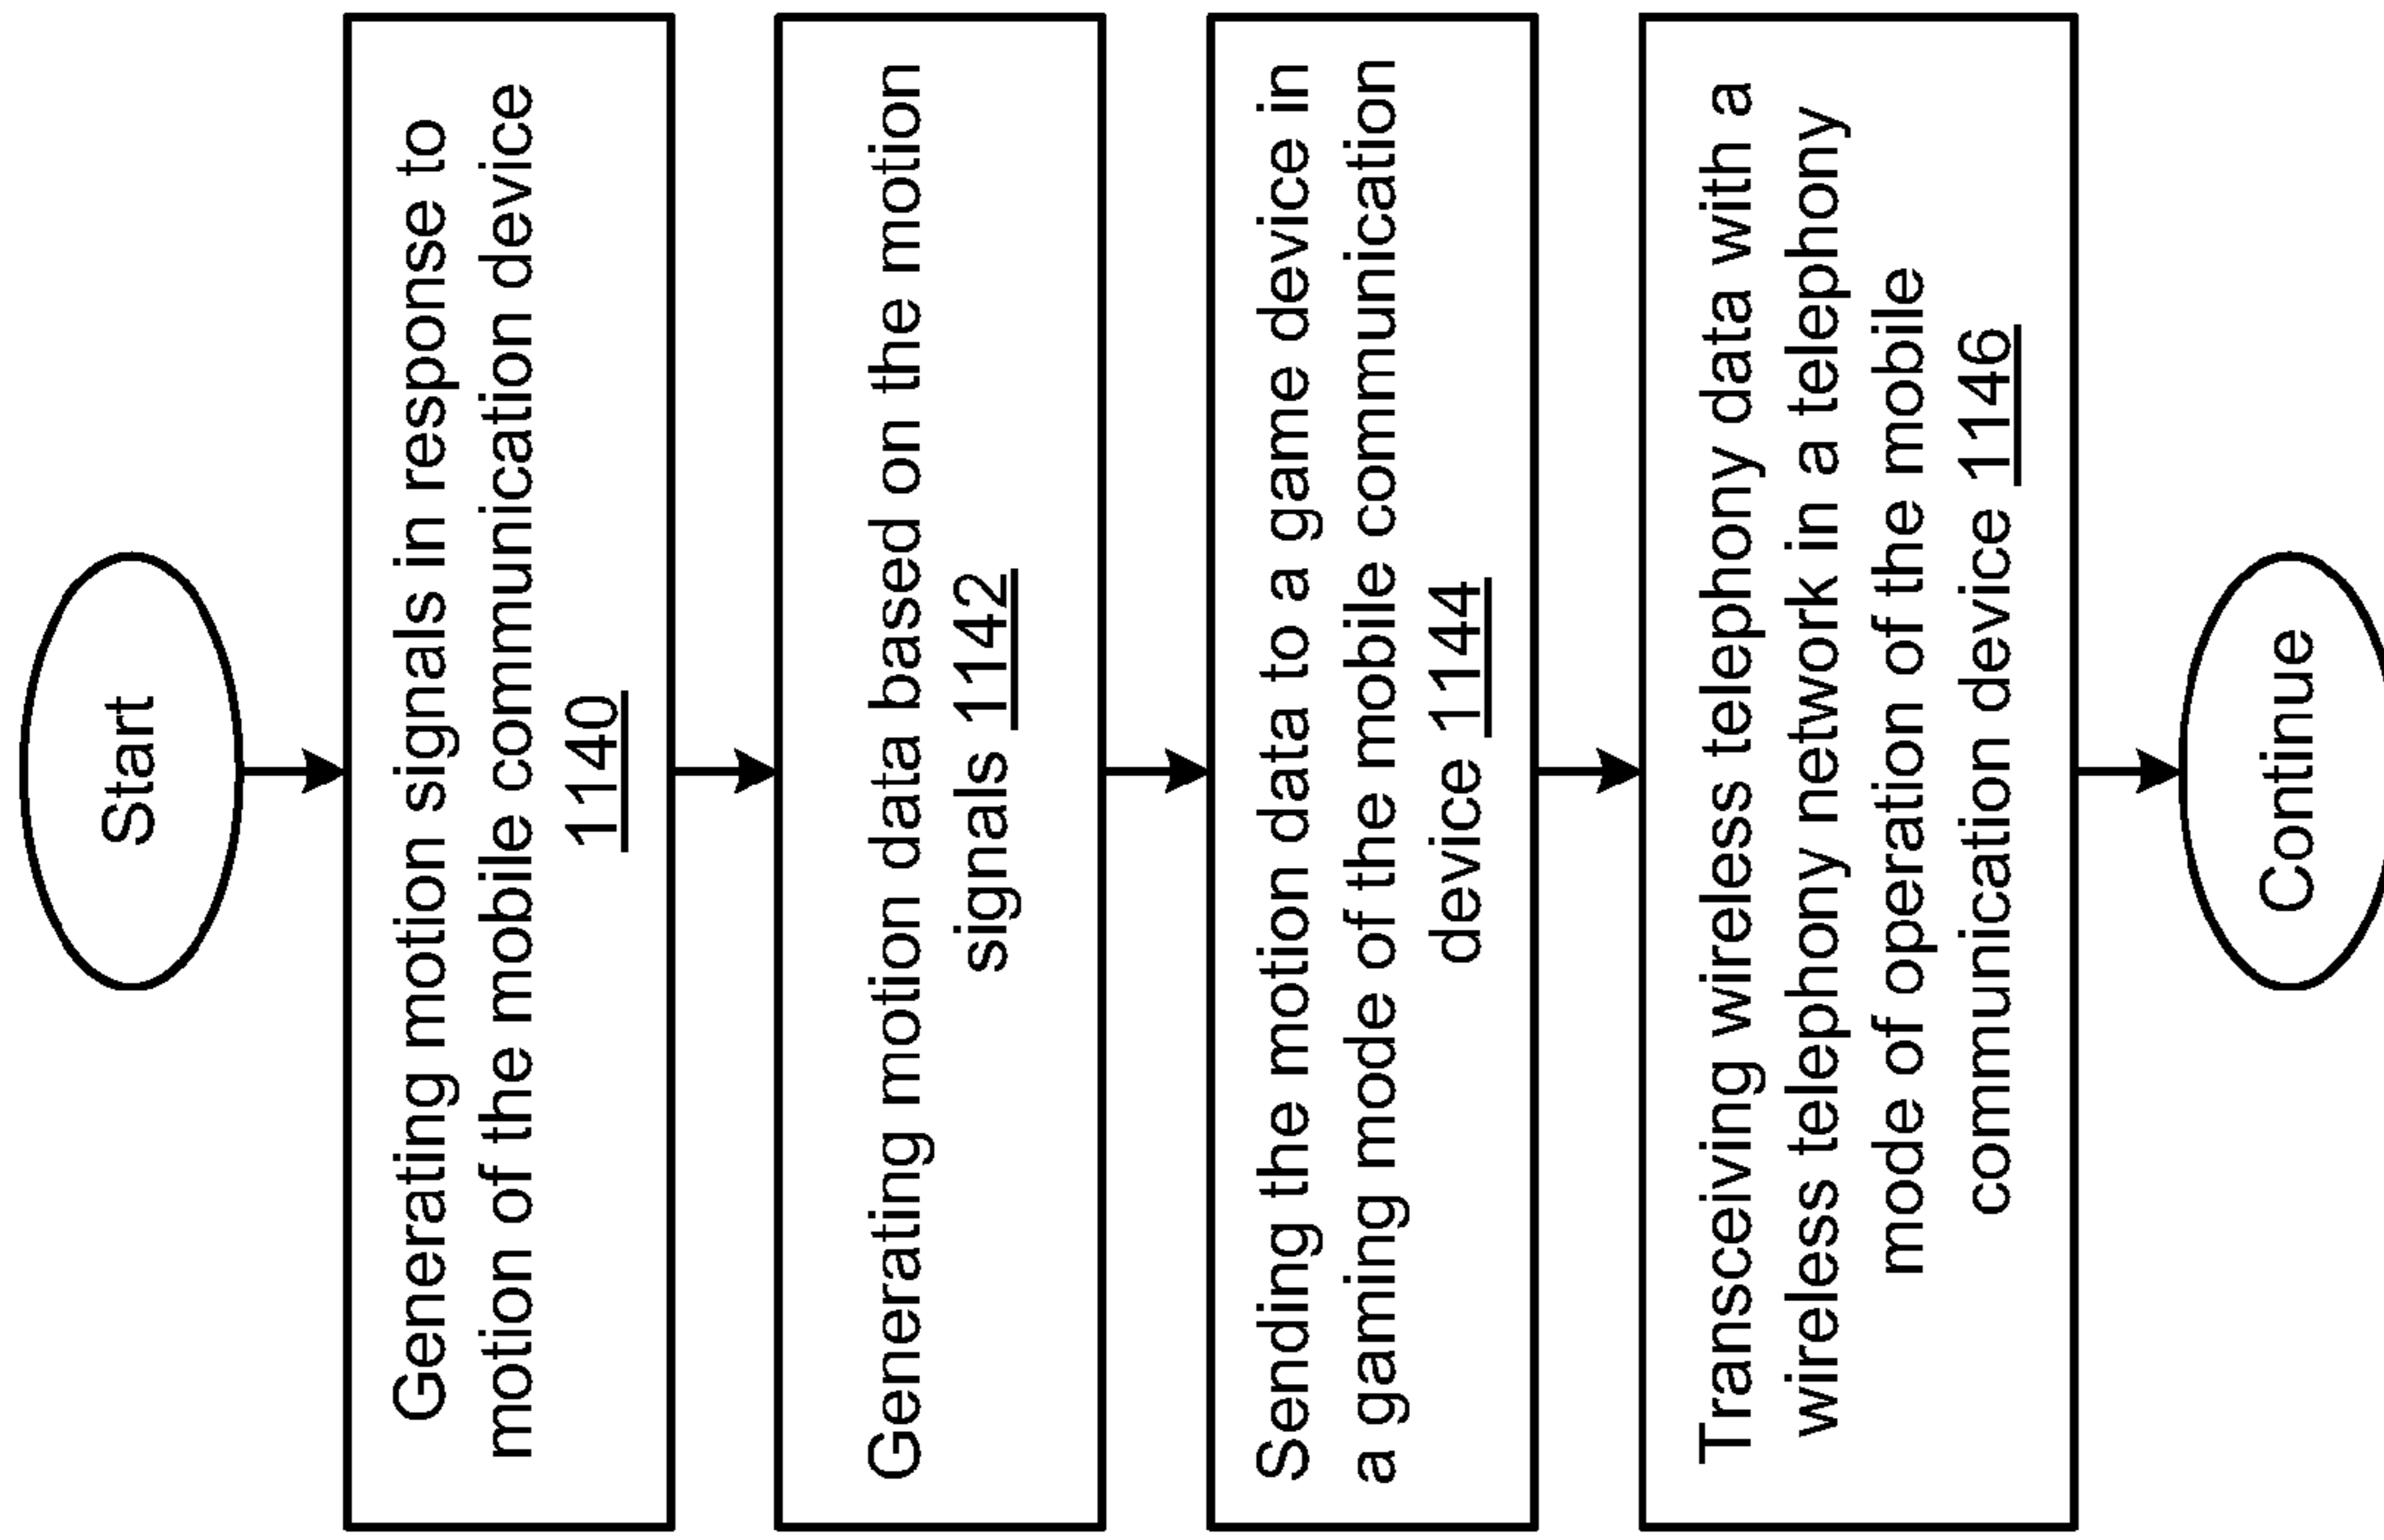 Start
Generating motion signals in response to
motion of the mobile communication device
1140
Generating motion data based on the motion
signals 1142
Sending the motion data to a game device in
a gaming mode of the mobile communication
device 1144
Transceiving wireless telephony data with a
wireless telephony network in a telephony
mode of operation of the mobile
communication device 1146
Continue